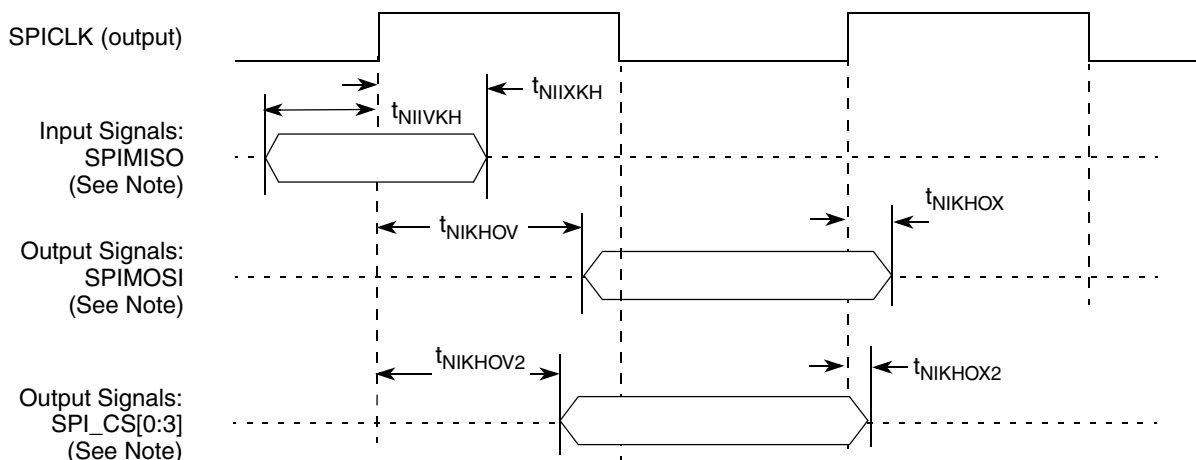 SPICLK (output)
tNIIXKH
tNIIVKH
Input Signals:
SPIMISO
(See Note)
tNIKHOX
tNIKHOV
Output Signals:
SPIMOSI
(See Note)
tNIKHOV2
tNIKHOX2
Output Signals:
SPI_CS[0:3]
(See Note)